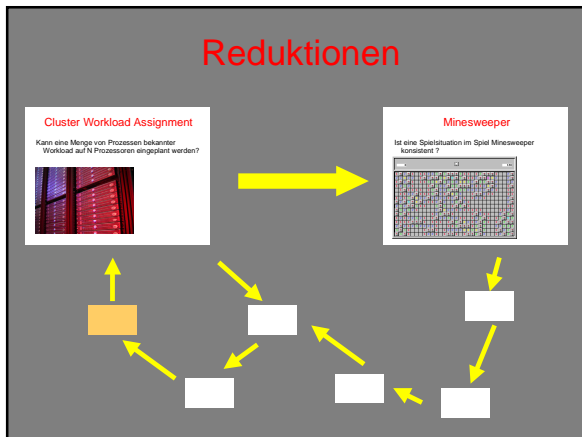 Reduktionen
Cluster Workload Assignment
Kann eine Menge von Prozessen bekannter
Workload auf N Prozessoren eingeplant werden?
Minesweeper
Ist eine Spielsituation im Spiel Minesweeper
konsistent ?